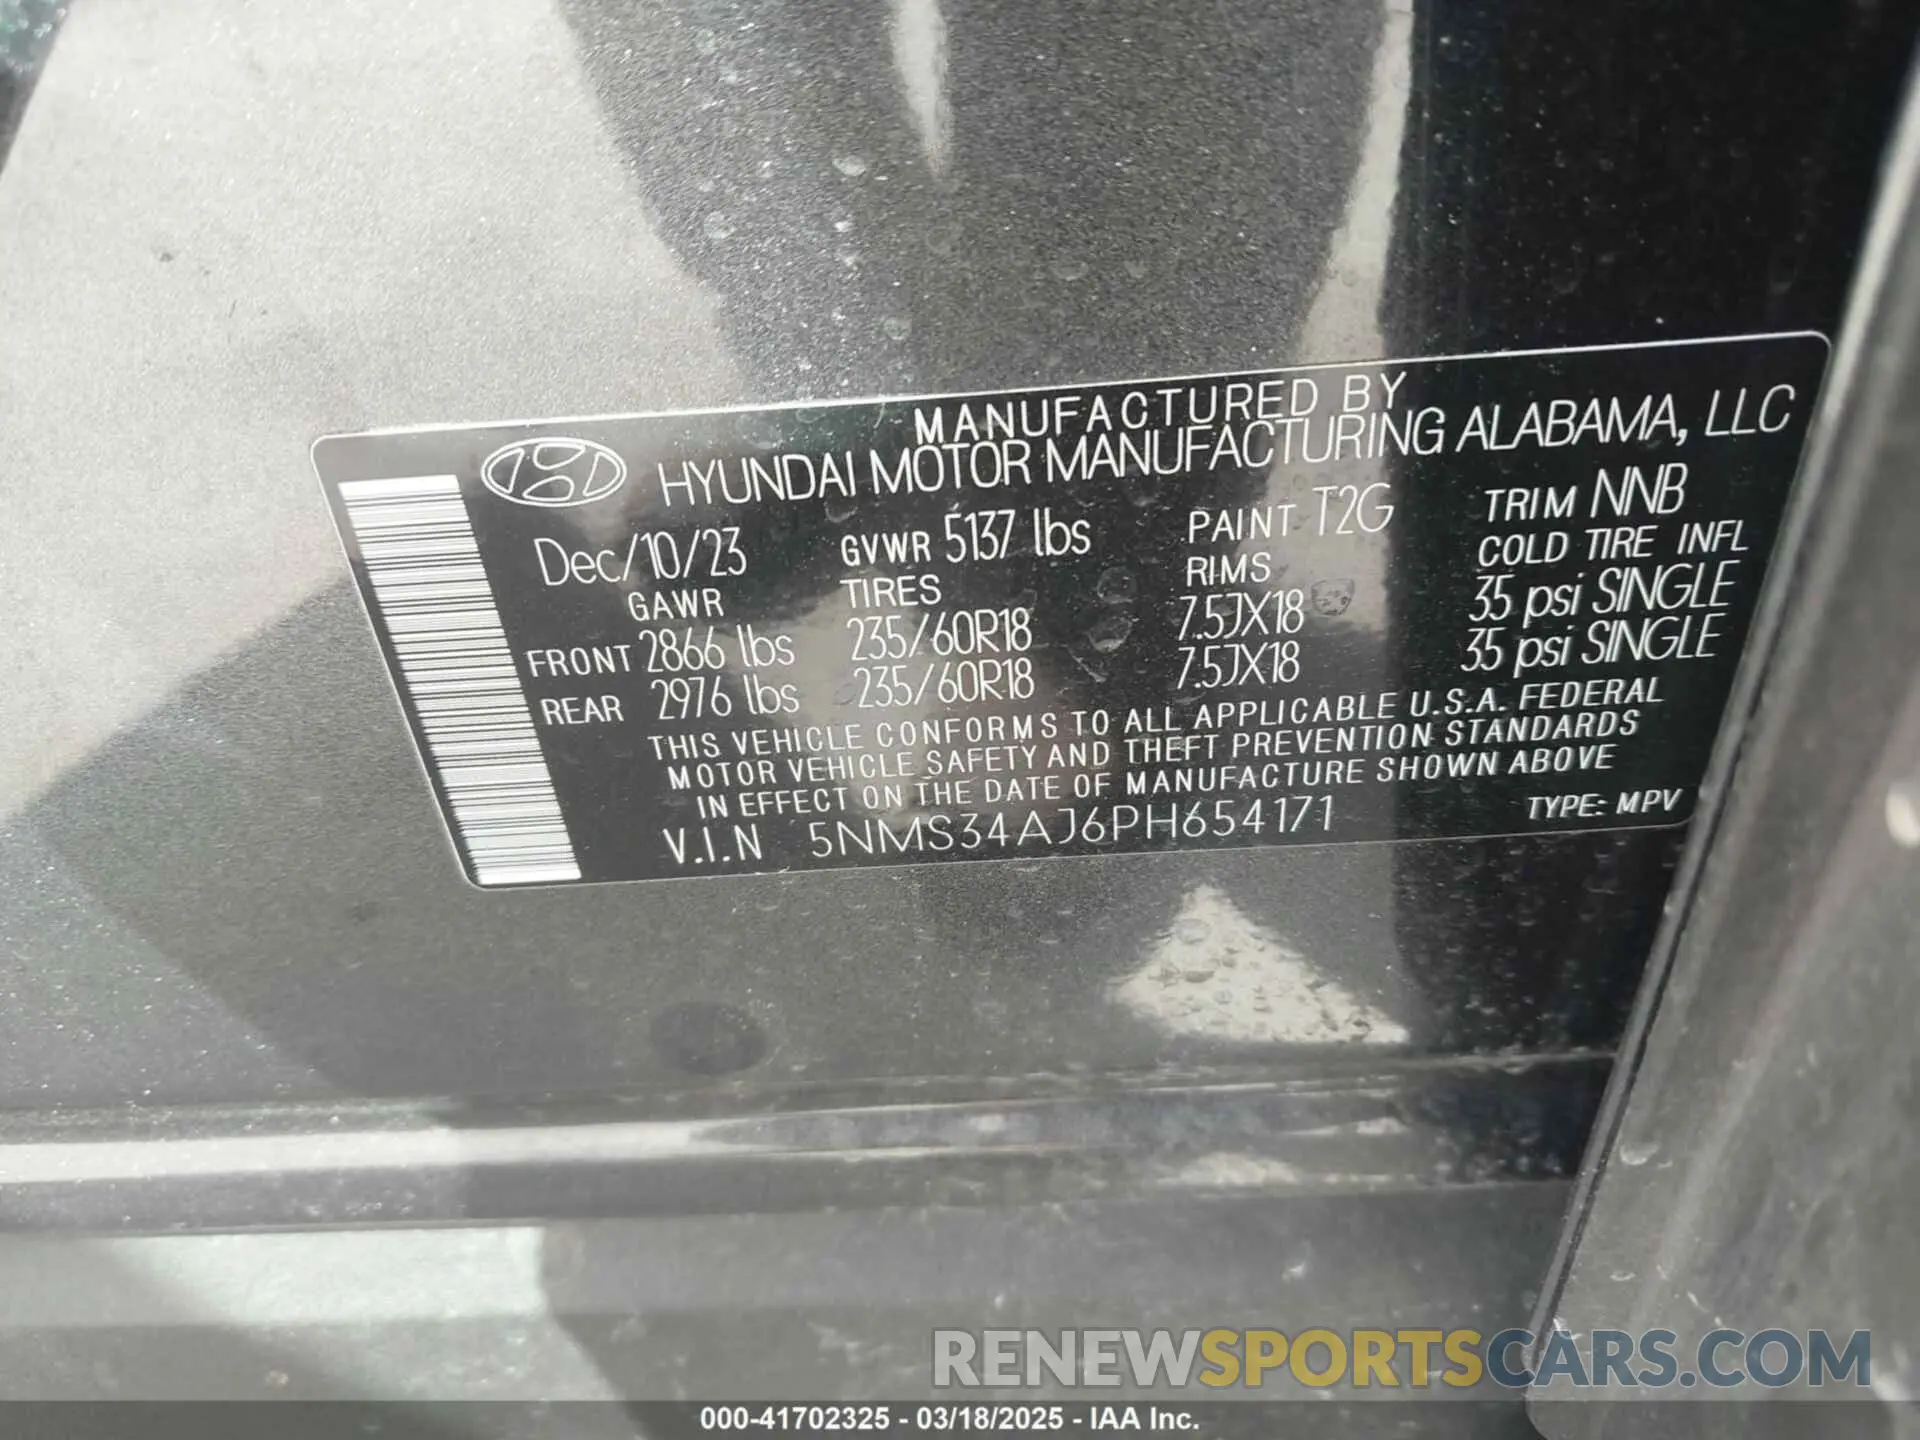 MANUFACTURED BY
HYUNDAI MOTOR MANUFACTURING ALABAMA, LLC
Dec/10/23 GVWR 5137 lbs PAINT T2G TRIM NNB
GAWR TIRES RIMS COLD TIRE INFL
FRONT 2866 lbs 235/60R18 7.5JX18 35 psi SINGLE
REAR 2976 lbs 235/60R18 7.5JX18 35 psi SINGLE
THIS VEHICLE CONFORMS TO ALL APPLICABLE U.S.A. FEDERAL
MOTOR VEHICLE SAFETY AND THEFT PREVENTION STANDARDS
IN EFFECT ON THE DATE OF MANUFACTURE SHOWN ABOVE
V.I.N 5NMS34AJ6PH654171 TYPE: MPV
RENEWSPORTSCARS.COM
000-41702325 - 03/18/2025 - IAA Inc.